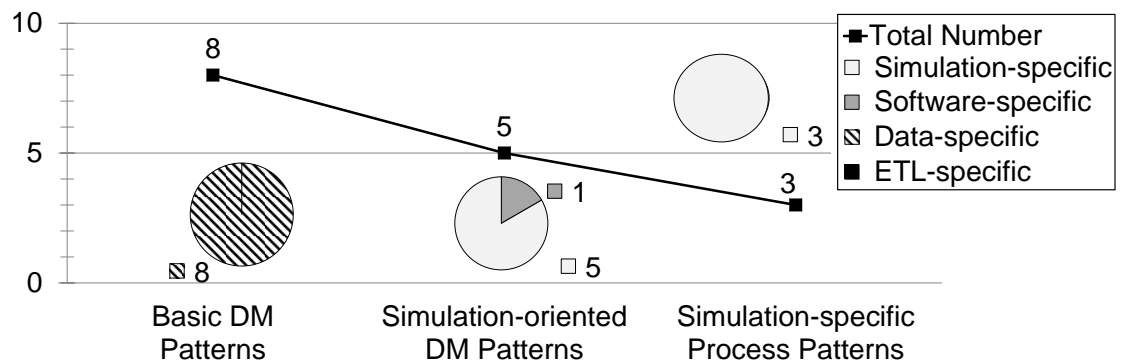 10
8
5
5
3
3
1
8
5
0
Total Number
Simulation-specific
Software-specific
Data-specific
ETL-specific
Basic DM
Patterns
Simulation-oriented
DM Patterns
Simulation-specific
Process Patterns